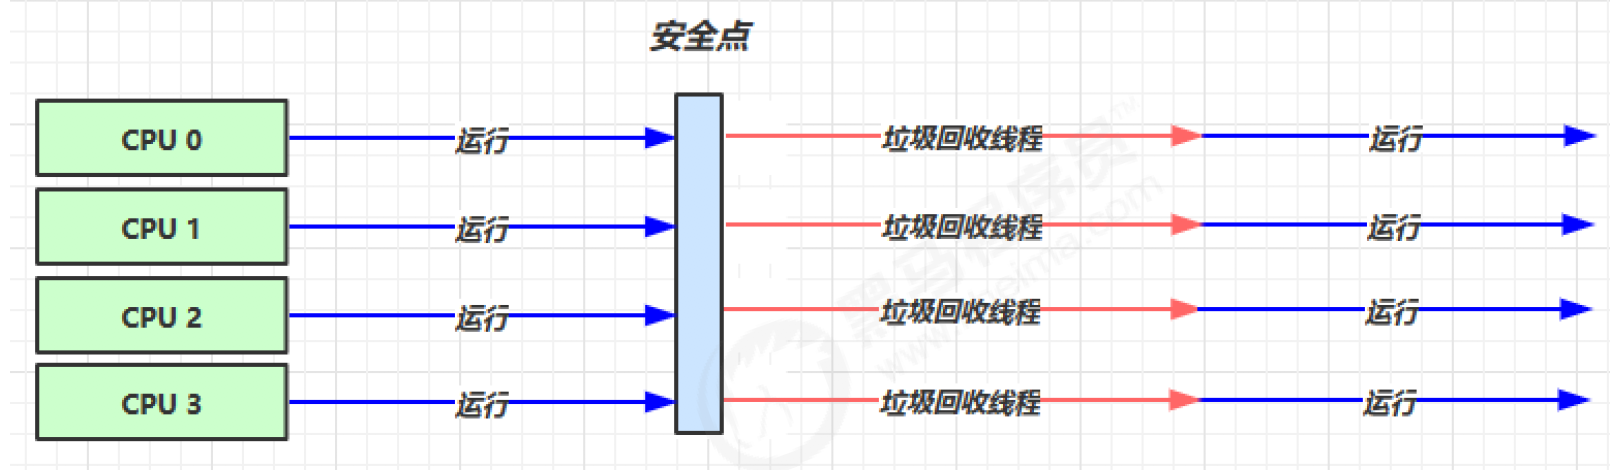 安全点
CPU 0 运行 垃圾回收线程 运行
CPU 1 运行 垃圾回收线程 运行
CPU 2 运行 垃圾回收线程 运行
CPU 3 运行 垃圾回收线程 运行
黑马程序员™
www.itheima.com